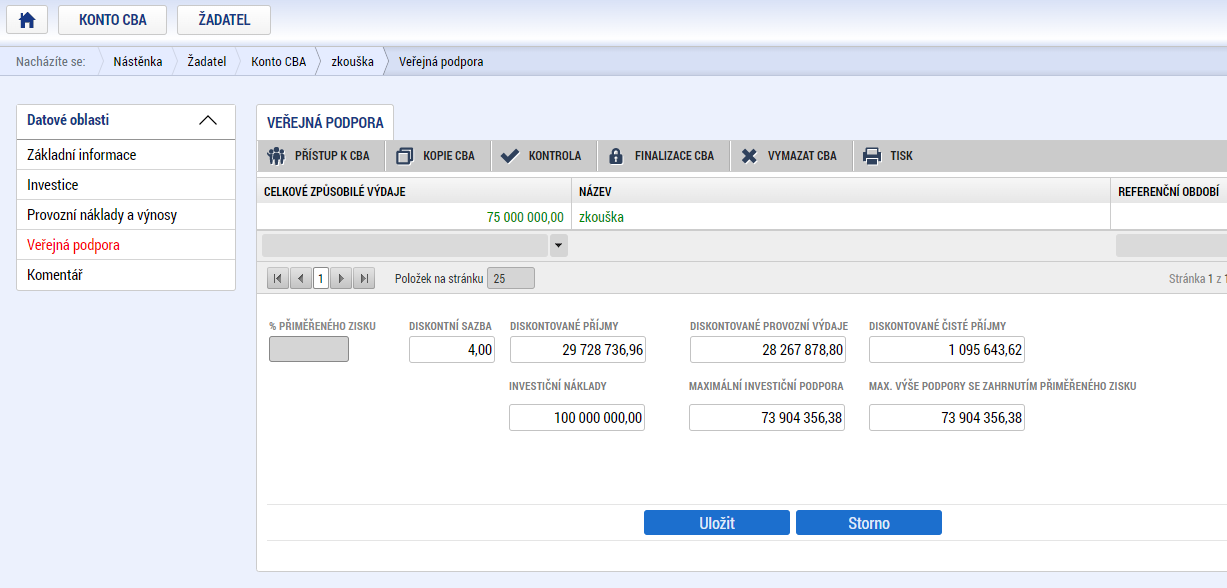 KONTO CBA ŽADATEL
Nacházíte se: Nástěnka Žadatel Konto CBA zkouška Veřejná podpora
Datové oblasti
Základní informace
Investice
Provozní náklady a výnosy
Veřejná podpora
Komentář
VEŘEJNÁ PODPORA
PŘÍSTUP K CBA KOPIE CBA KONTROLA FINALIZACE CBA VYMAZAT CBA TISK
CELKOVÉ ZPŮSOBILÉ VÝDAJE NÁZEV REFERENČNÍ OBDOBÍ
75 000 000,00 zkouška
1 Položek na stránku 25 Stránka 1 z 1
% PŘIMĚŘENÉHO ZISKU DISKONTNÍ SAZBA DISKONTOVANÉ PŘÍJMY DISKONTOVANÉ PROVOZNÍ VÝDAJE DISKONTOVANÉ ČISTÉ PŘÍJMY
4,00 29 728 736,96 28 267 878,80 1 095 643,62
INVESTIČNÍ NÁKLADY MAXIMÁLNÍ INVESTIČNÍ PODPORA MAX. VÝŠE PODPORY SE ZAHRNUTÍM PŘIMĚŘENÉHO ZISKU
100 000 000,00 73 904 356,38 73 904 356,38
Uložit Storno